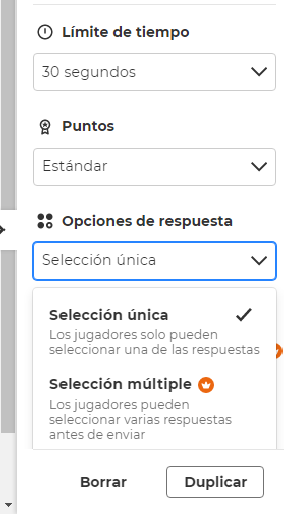 Límite de tiempo
30 segundos
Puntos
Estándar
Opciones de respuesta
Selección única
Selección única
Los jugadores solo pueden
seleccionar una de las respuestas
Selección múltiple
Los jugadores pueden
seleccionar varias respuestas
antes de enviar
Borrar
Duplicar